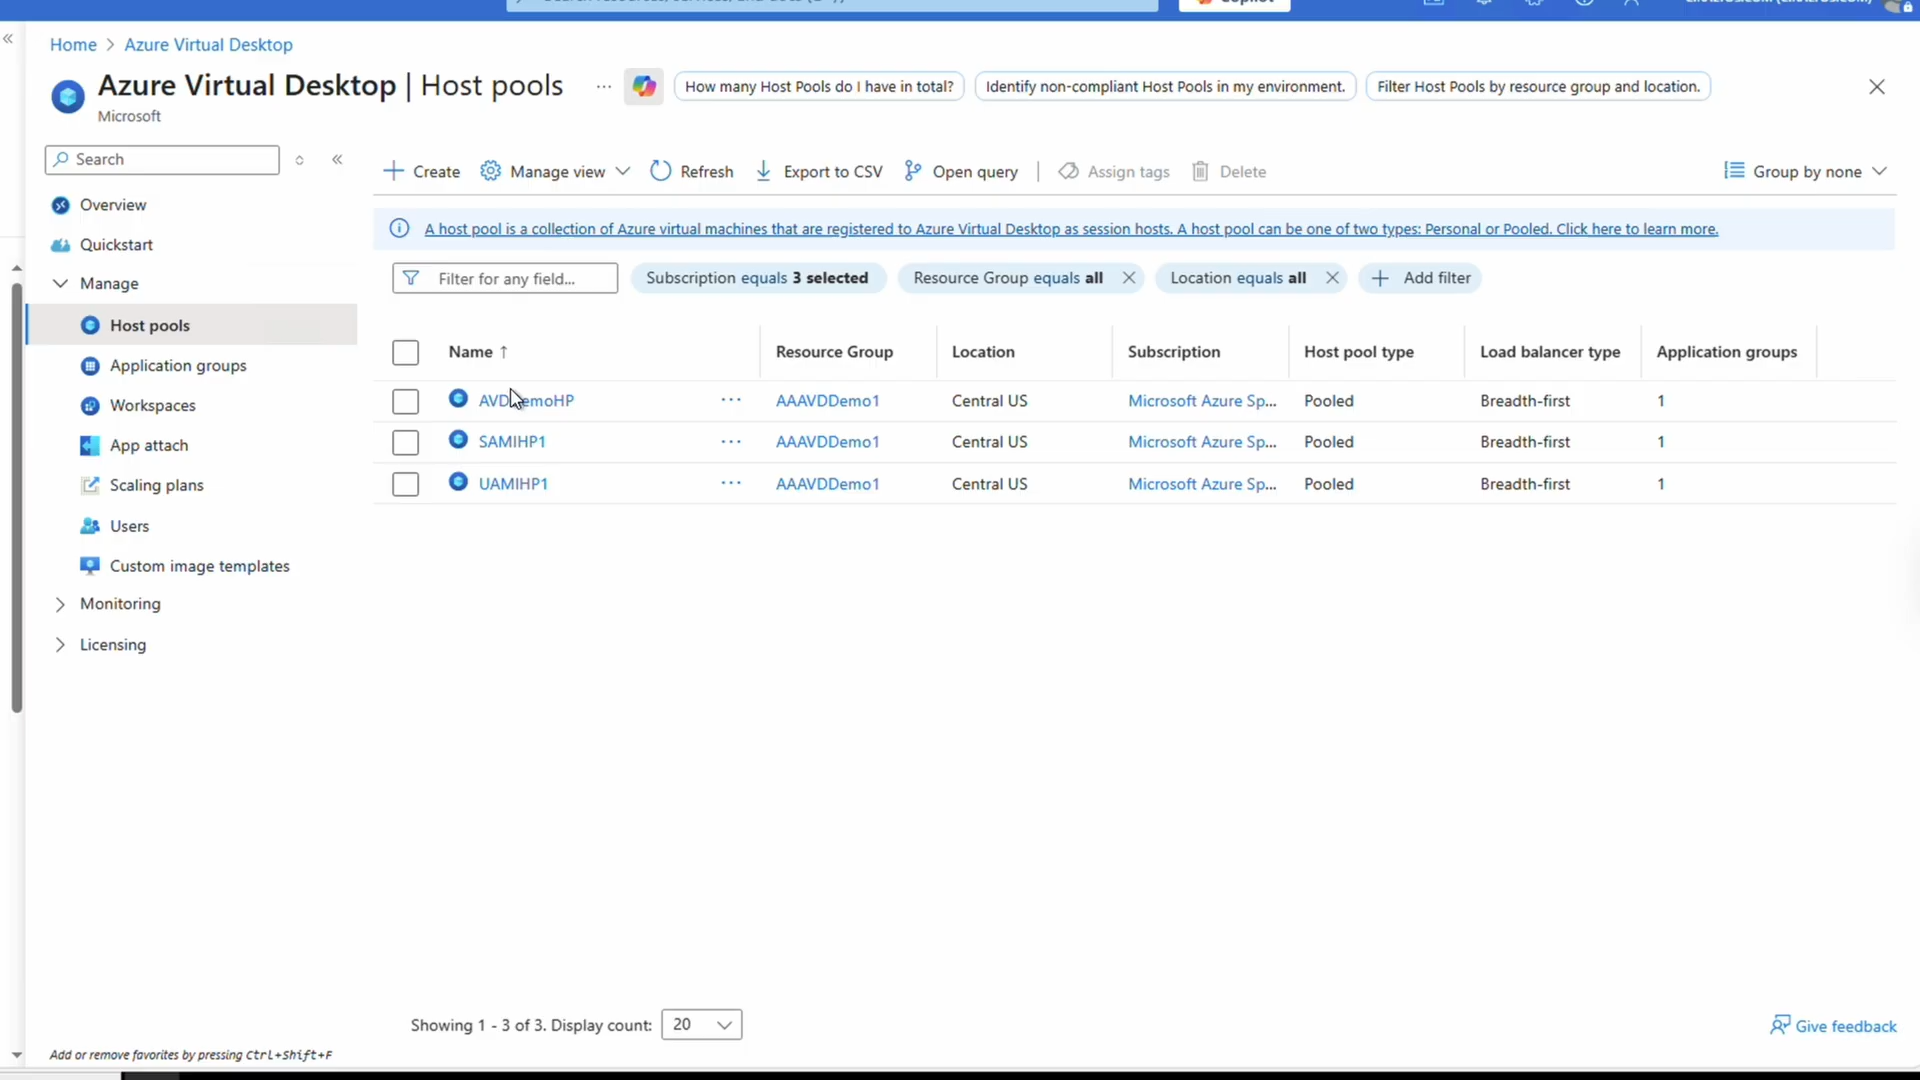 Copilot
Home > Azure Virtual Desktop
Azure Virtual Desktop | Host pools
...
How many Host Pools do I have in total?
Identify non-compliant Host Pools in my environment.
Filter Host Pools by resource group and location.
Microsoft
Search
Create
Manage view
Refresh
Export to CSV
Open query
Assign tags
Delete
Group by none
Overview
Quickstart
Manage
Host pools
Application groups
Workspaces
App attach
Scaling plans
Users
Custom image templates
Monitoring
Licensing
A host pool is a collection of Azure virtual machines that are registered to Azure Virtual Desktop as session hosts. A host pool can be one of two types: Personal or Pooled. Click here to learn more.
Filter for any field...
Subscription equals 3 selected
Resource Group equals all
Location equals all
Add filter
Name ↑ Resource Group Location Subscription Host pool type Load balancer type Application groups
AVDDemoHP ... AAAVDDemo1 Central US Microsoft Azure Sp... Pooled Breadth-first 1
SAMIHP1 ... AAAVDDemo1 Central US Microsoft Azure Sp... Pooled Breadth-first 1
UAMIHP1 ... AAAVDDemo1 Central US Microsoft Azure Sp... Pooled Breadth-first 1
Showing 1 - 3 of 3. Display count: 20
Give feedback
Add or remove favorites by pressing Ctrl+Shift+F